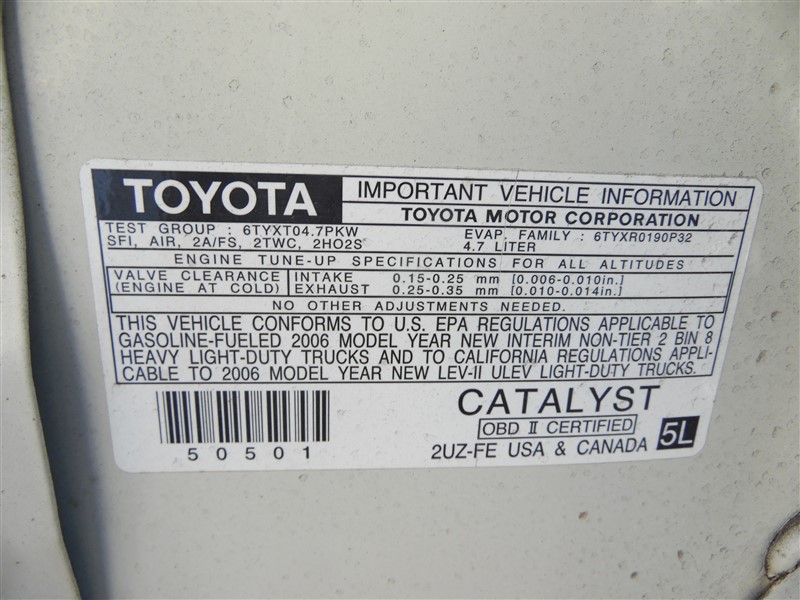 TOYOTA
IMPORTANT VEHICLE INFORMATION
TOYOTA MOTOR CORPORATION
TEST GROUP : 6TYXT04.7PKW EVAP. FAMILY : 6TYXR0190P32
SFI, AIR, 2A/FS, 2TWC, 2HO2S 4.7 LITER
ENGINE TUNE-UP SPECIFICATIONS FOR ALL ALTITUDES
VALVE CLEARANCE INTAKE 0.15-0.25 mm [0.006-0.010in.]
(ENGINE AT COLD) EXHAUST 0.25-0.35 mm [0.010-0.014in.]
NO OTHER ADJUSTMENTS NEEDED.
THIS VEHICLE CONFORMS TO U.S. EPA REGULATIONS APPLICABLE TO
GASOLINE-FUELED 2006 MODEL YEAR NEW INTERIM NON-TIER 2 BIN 8
HEAVY LIGHT-DUTY TRUCKS AND TO CALIFORNIA REGULATIONS APPLI-
CABLE TO 2006 MODEL YEAR NEW LEV-II ULEV LIGHT-DUTY TRUCKS.
CATALYST
OBD II CERTIFIED
50501
2UZ-FE USA & CANADA
5L